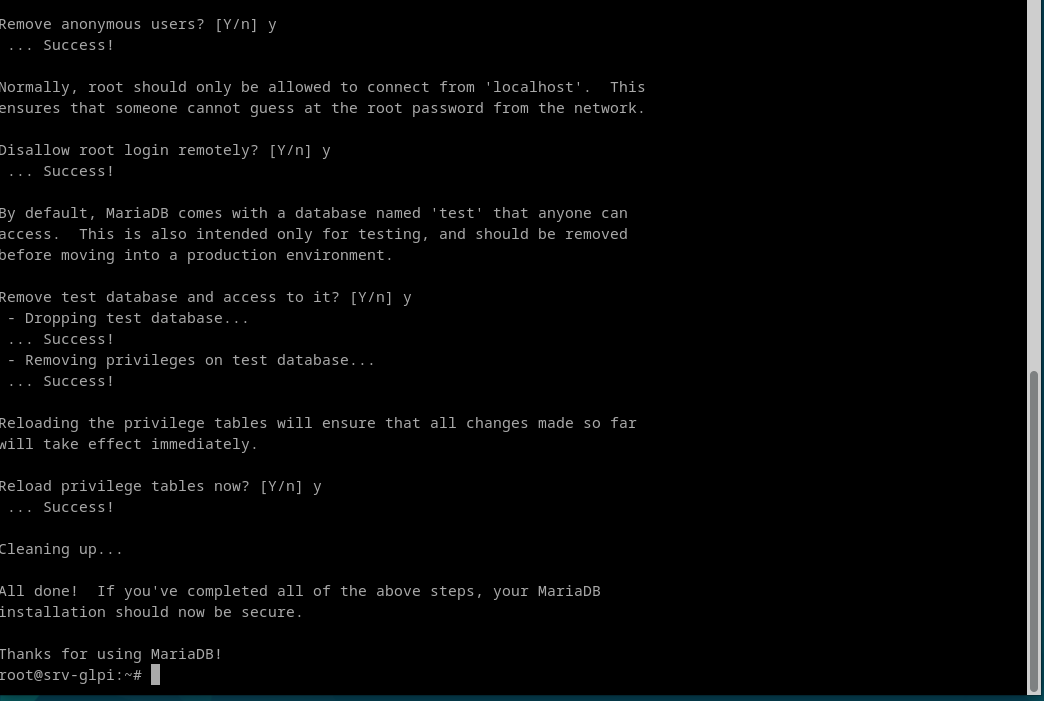 Remove anonymous users? [Y/n] y
 ... Success!

Normally, root should only be allowed to connect from 'localhost'.  This
ensures that someone cannot guess at the root password from the network.

Disallow root login remotely? [Y/n] y
 ... Success!

By default, MariaDB comes with a database named 'test' that anyone can
access.  This is also intended only for testing, and should be removed
before moving into a production environment.

Remove test database and access to it? [Y/n] y
 - Dropping test database...
 ... Success!
 - Removing privileges on test database...
 ... Success!

Reloading the privilege tables will ensure that all changes made so far
will take effect immediately.

Reload privilege tables now? [Y/n] y
 ... Success!

Cleaning up...

All done!  If you've completed all of the above steps, your MariaDB
installation should now be secure.

Thanks for using MariaDB!
root@srv-glpi:~#